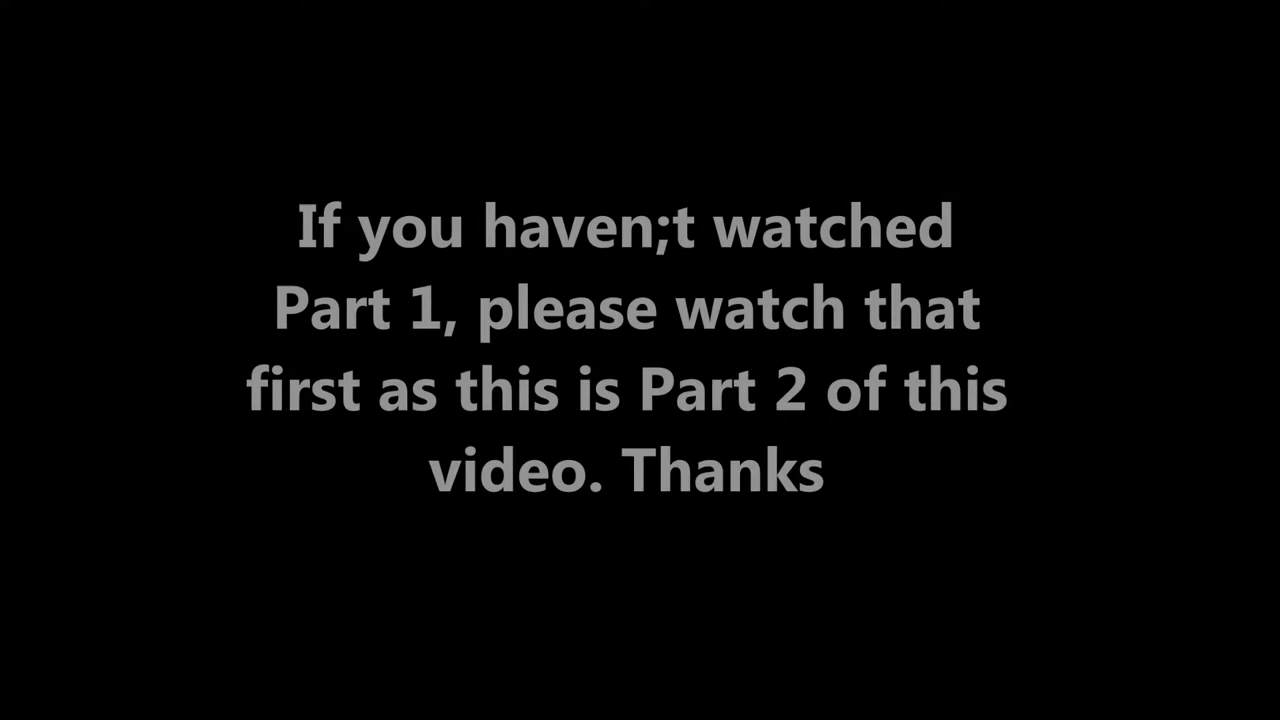 If you haven;t watched
Part 1, please watch that
first as this is Part 2 of this
video. Thanks